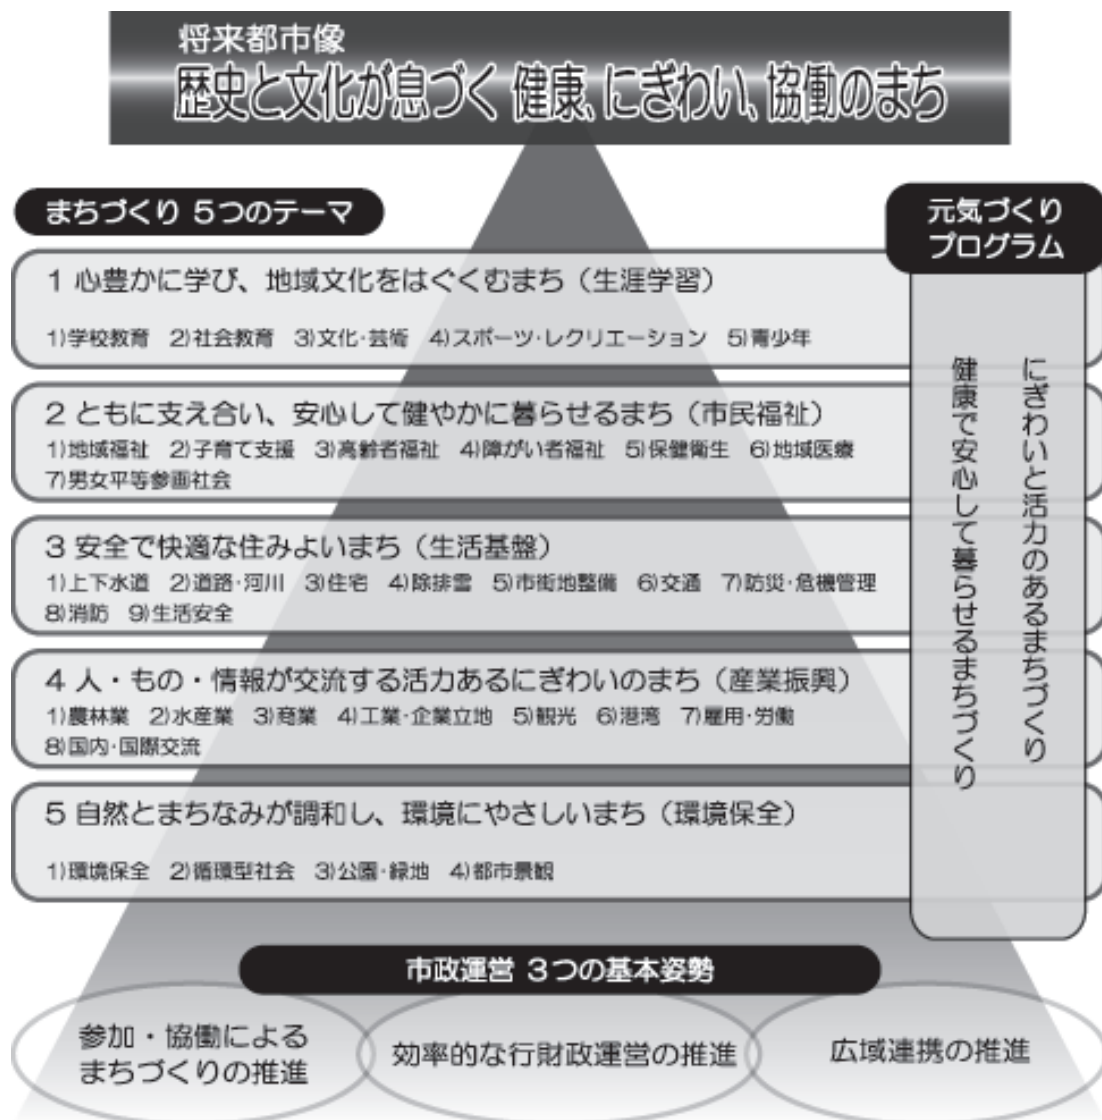 将来都市像
歴史と文化が息づく 健康、にぎわい、協働のまち
まちづくり 5つのテーマ
元気づくり
プログラム
1 心豊かに学び、地域文化をはぐくむまち（生涯学習）
1)学校教育 2)社会教育 3)文化・芸術 4)スポーツ・レクリエーション 5)青少年
2 ともに支え合い、安心して健やかに暮らせるまち（市民福祉）
1)地域福祉 2)子育て支援 3)高齢者福祉 4)障がい者福祉 5)保健衛生 6)地域医療
7)男女平等参画社会
3 安全で快適な住みよいまち（生活基盤）
1)上下水道 2)道路・河川 3)住宅 4)除排雪 5)市街地整備 6)交通 7)防災・危機管理
8)消防 9)生活安全
4 人・もの・情報が交流する活力あるにぎわいのまち（産業振興）
1)農林業 2)水産業 3)商業 4)工業・企業立地 5)観光 6)港湾 7)雇用・労働
8)国内・国際交流
5 自然とまちなみが調和し、環境にやさしいまち（環境保全）
1)環境保全 2)循環型社会 3)公園・緑地 4)都市景観
にぎわいと活力のあるまちづくり
健康で安心して暮らせるまちづくり
市政運営 3つの基本姿勢
参加・協働による
まちづくりの推進
効率的な行財政運営の推進
広域連携の推進